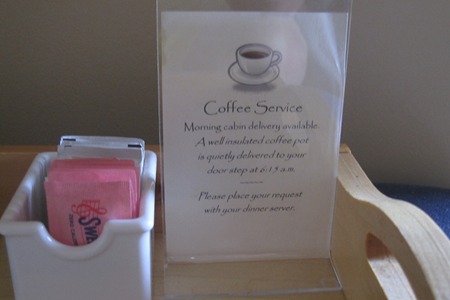 Coffee Service
Morning cabin delivery available.
A well insulated coffee pot
is quietly delivered to your
door step at 6:15 a.m.
Please place your request
with your dinner server.